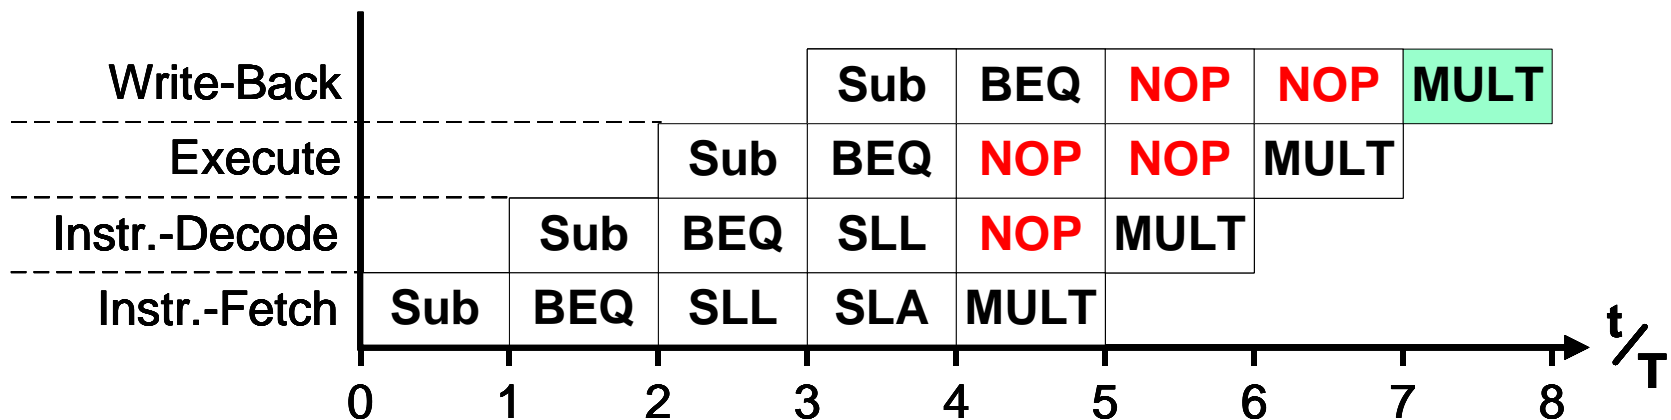 Write-Back Sub BEQ NOP NOP MULT
Execute Sub BEQ NOP NOP MULT
Instr.-Decode Sub BEQ SLL NOP MULT
Instr.-Fetch Sub BEQ SLL SLA MULT
t/T
0 1 2 3 4 5 6 7 8